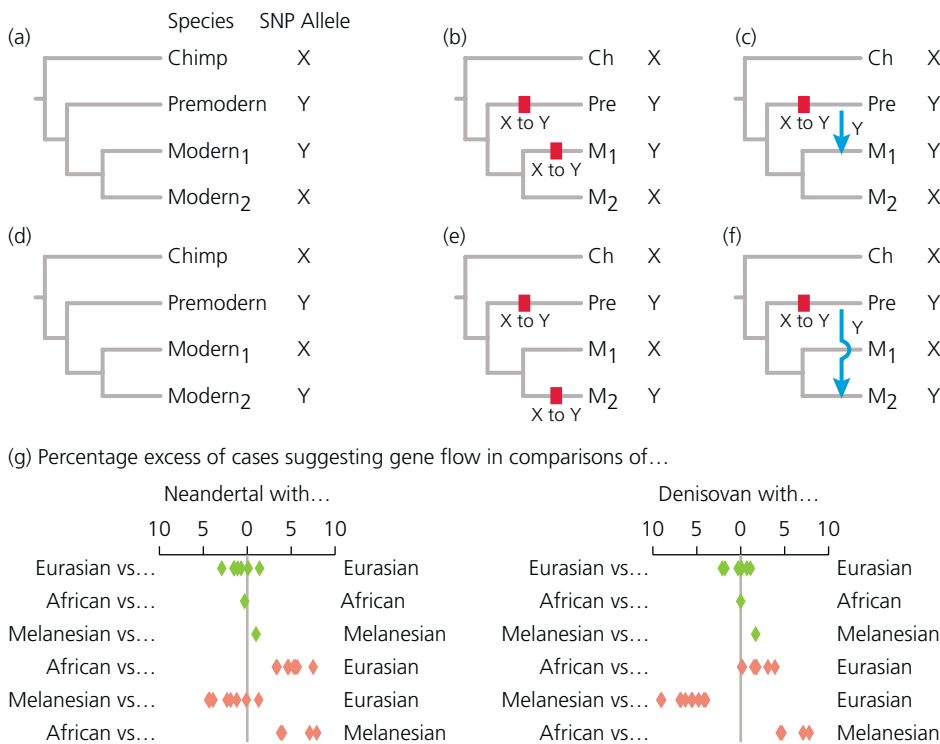 Species SNP Allele
(a)
Chimp X
Premodern Y
Modern1 Y
Modern2 X
(b)
Ch X
Pre Y
X to Y
M1 Y
X to Y
M2 X
(c)
Ch X
Pre Y
X to Y
Y
M1 Y
M2 X
(d)
Chimp X
Premodern Y
Modern1 X
Modern2 Y
(e)
Ch X
Pre Y
X to Y
M1 X
M2 Y
X to Y
(f)
Ch X
Pre Y
X to Y
Y
M1 X
M2 Y
(g) Percentage excess of cases suggesting gene flow in comparisons of…
Neandertal with…
10 5 0 5 10
Eurasian vs… Eurasian
African vs… African
Melanesian vs… Melanesian
African vs… Eurasian
Melanesian vs… Eurasian
African vs… Melanesian
Denisovan with…
10 5 0 5 10
Eurasian vs… Eurasian
African vs… African
Melanesian vs… Melanesian
African vs… Eurasian
Melanesian vs… Eurasian
African vs… Melanesian